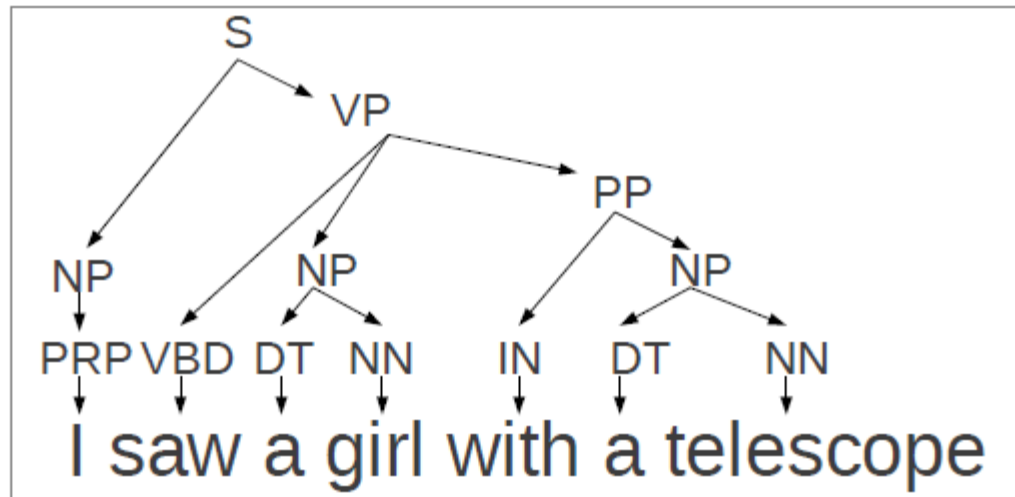 S
VP
PP
NP NP NP
PRP VBD DT NN IN DT NN
I saw a girl with a telescope